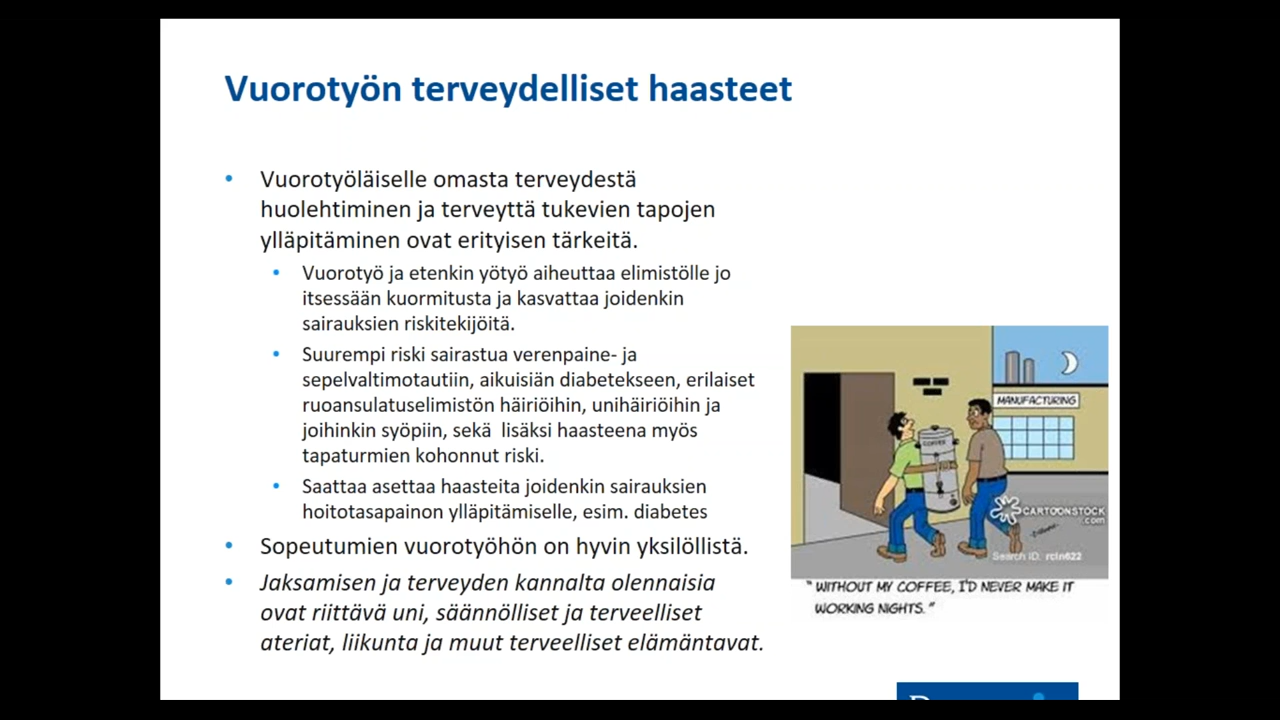 Vuorotyön terveydelliset haasteet
• Vuorotyöläiselle omasta terveydestä
huolehtiminen ja terveyttä tukevien tapojen
ylläpitäminen ovat erityisen tärkeitä.
• Vuorotyö ja etenkin yötyö aiheuttaa elimistölle jo
itsessään kuormitusta ja kasvattaa joidenkin
sairauksien riskitekijöitä.
• Suurempi riski sairastua verenpaine- ja
sepelvaltimotautiin, aikuisiän diabetekseen, erilaiset
ruoansulatuselimistön häiriöihin, unihäiriöihin ja
joihinkin syöpiin, sekä lisäksi haasteena myös
tapaturmien kohonnut riski.
• Saattaa asettaa haasteita joidenkin sairauksien
hoitotasapainon ylläpitämiselle, esim. diabetes
• Sopeutumien vuorotyöhön on hyvin yksilöllistä.
• Jaksamisen ja terveyden kannalta olennaisia
ovat riittävä uni, säännölliset ja terveelliset
ateriat, liikunta ja muut terveelliset elämäntavat.
MANUFACTURING
COFFEE
CARTOONSTOCK
.com
Search ID: rcln622
"WITHOUT MY COFFEE, I'D NEVER MAKE IT
WORKING NIGHTS."